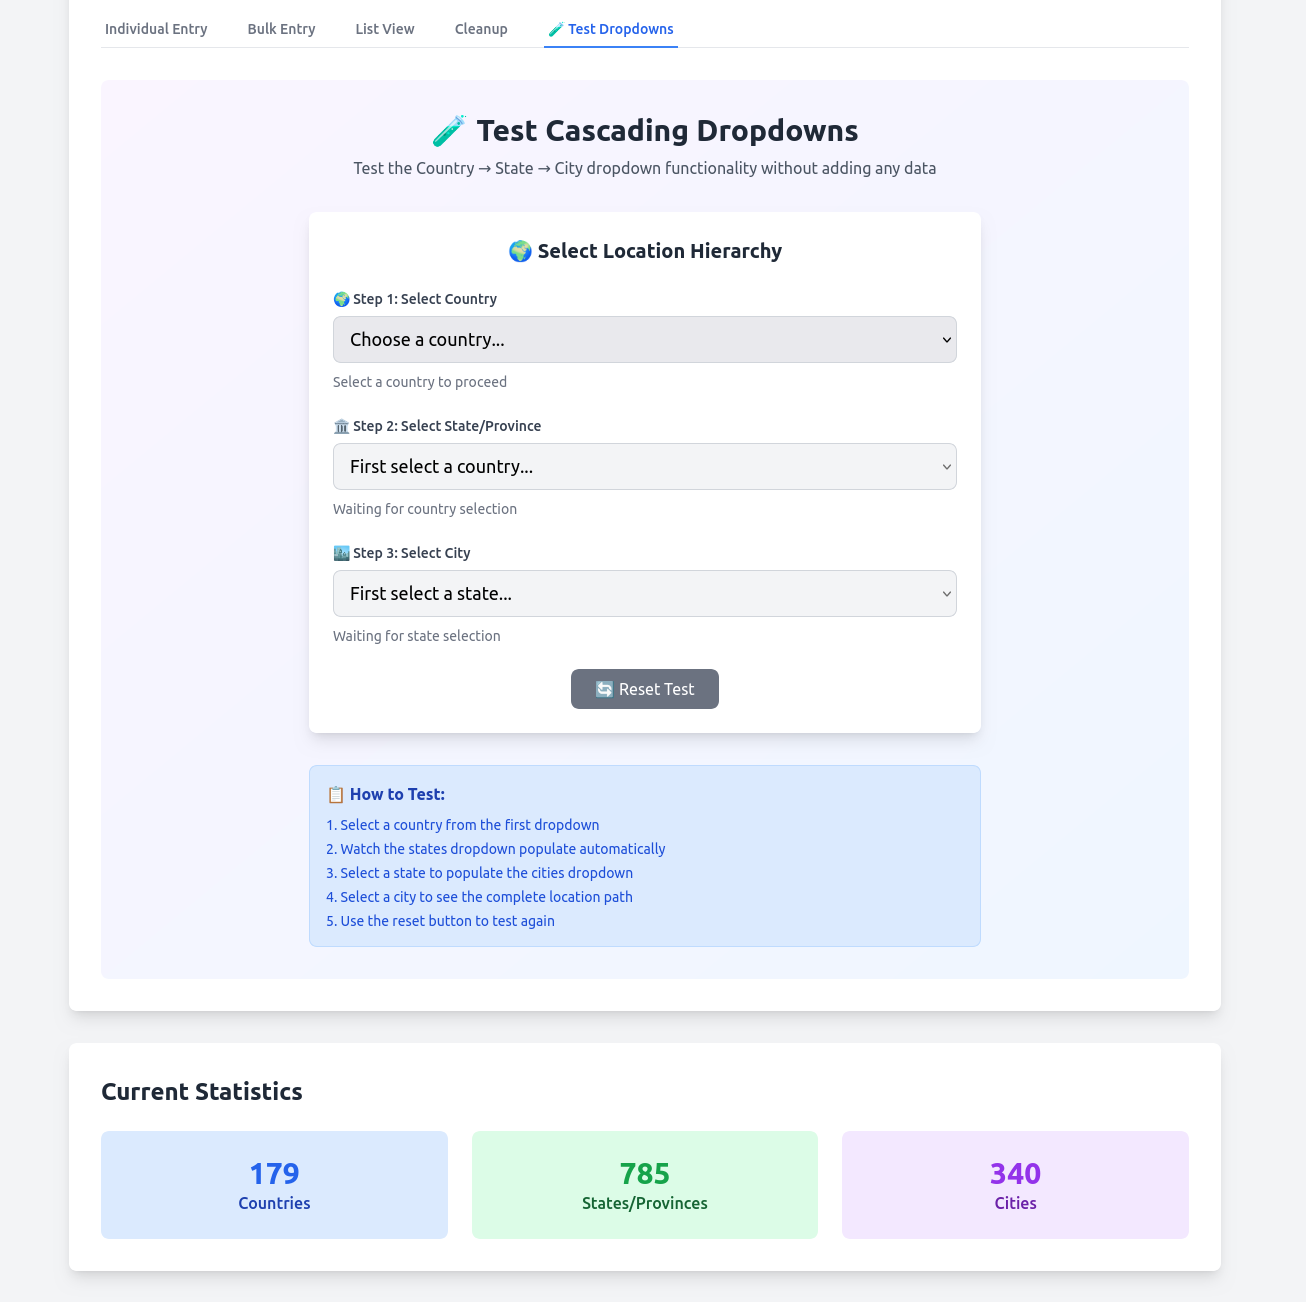 Individual Entry Bulk Entry List View Cleanup 🧪 Test Dropdowns
🧪 Test Cascading Dropdowns
Test the Country → State → City dropdown functionality without adding any data
🌍 Select Location Hierarchy
🌍 Step 1: Select Country
Choose a country...
Select a country to proceed
🏛️ Step 2: Select State/Province
First select a country...
Waiting for country selection
🏙️ Step 3: Select City
First select a state...
Waiting for state selection
🔄 Reset Test
📋 How to Test:
1. Select a country from the first dropdown
2. Watch the states dropdown populate automatically
3. Select a state to populate the cities dropdown
4. Select a city to see the complete location path
5. Use the reset button to test again
Current Statistics
179
Countries
785
States/Provinces
340
Cities